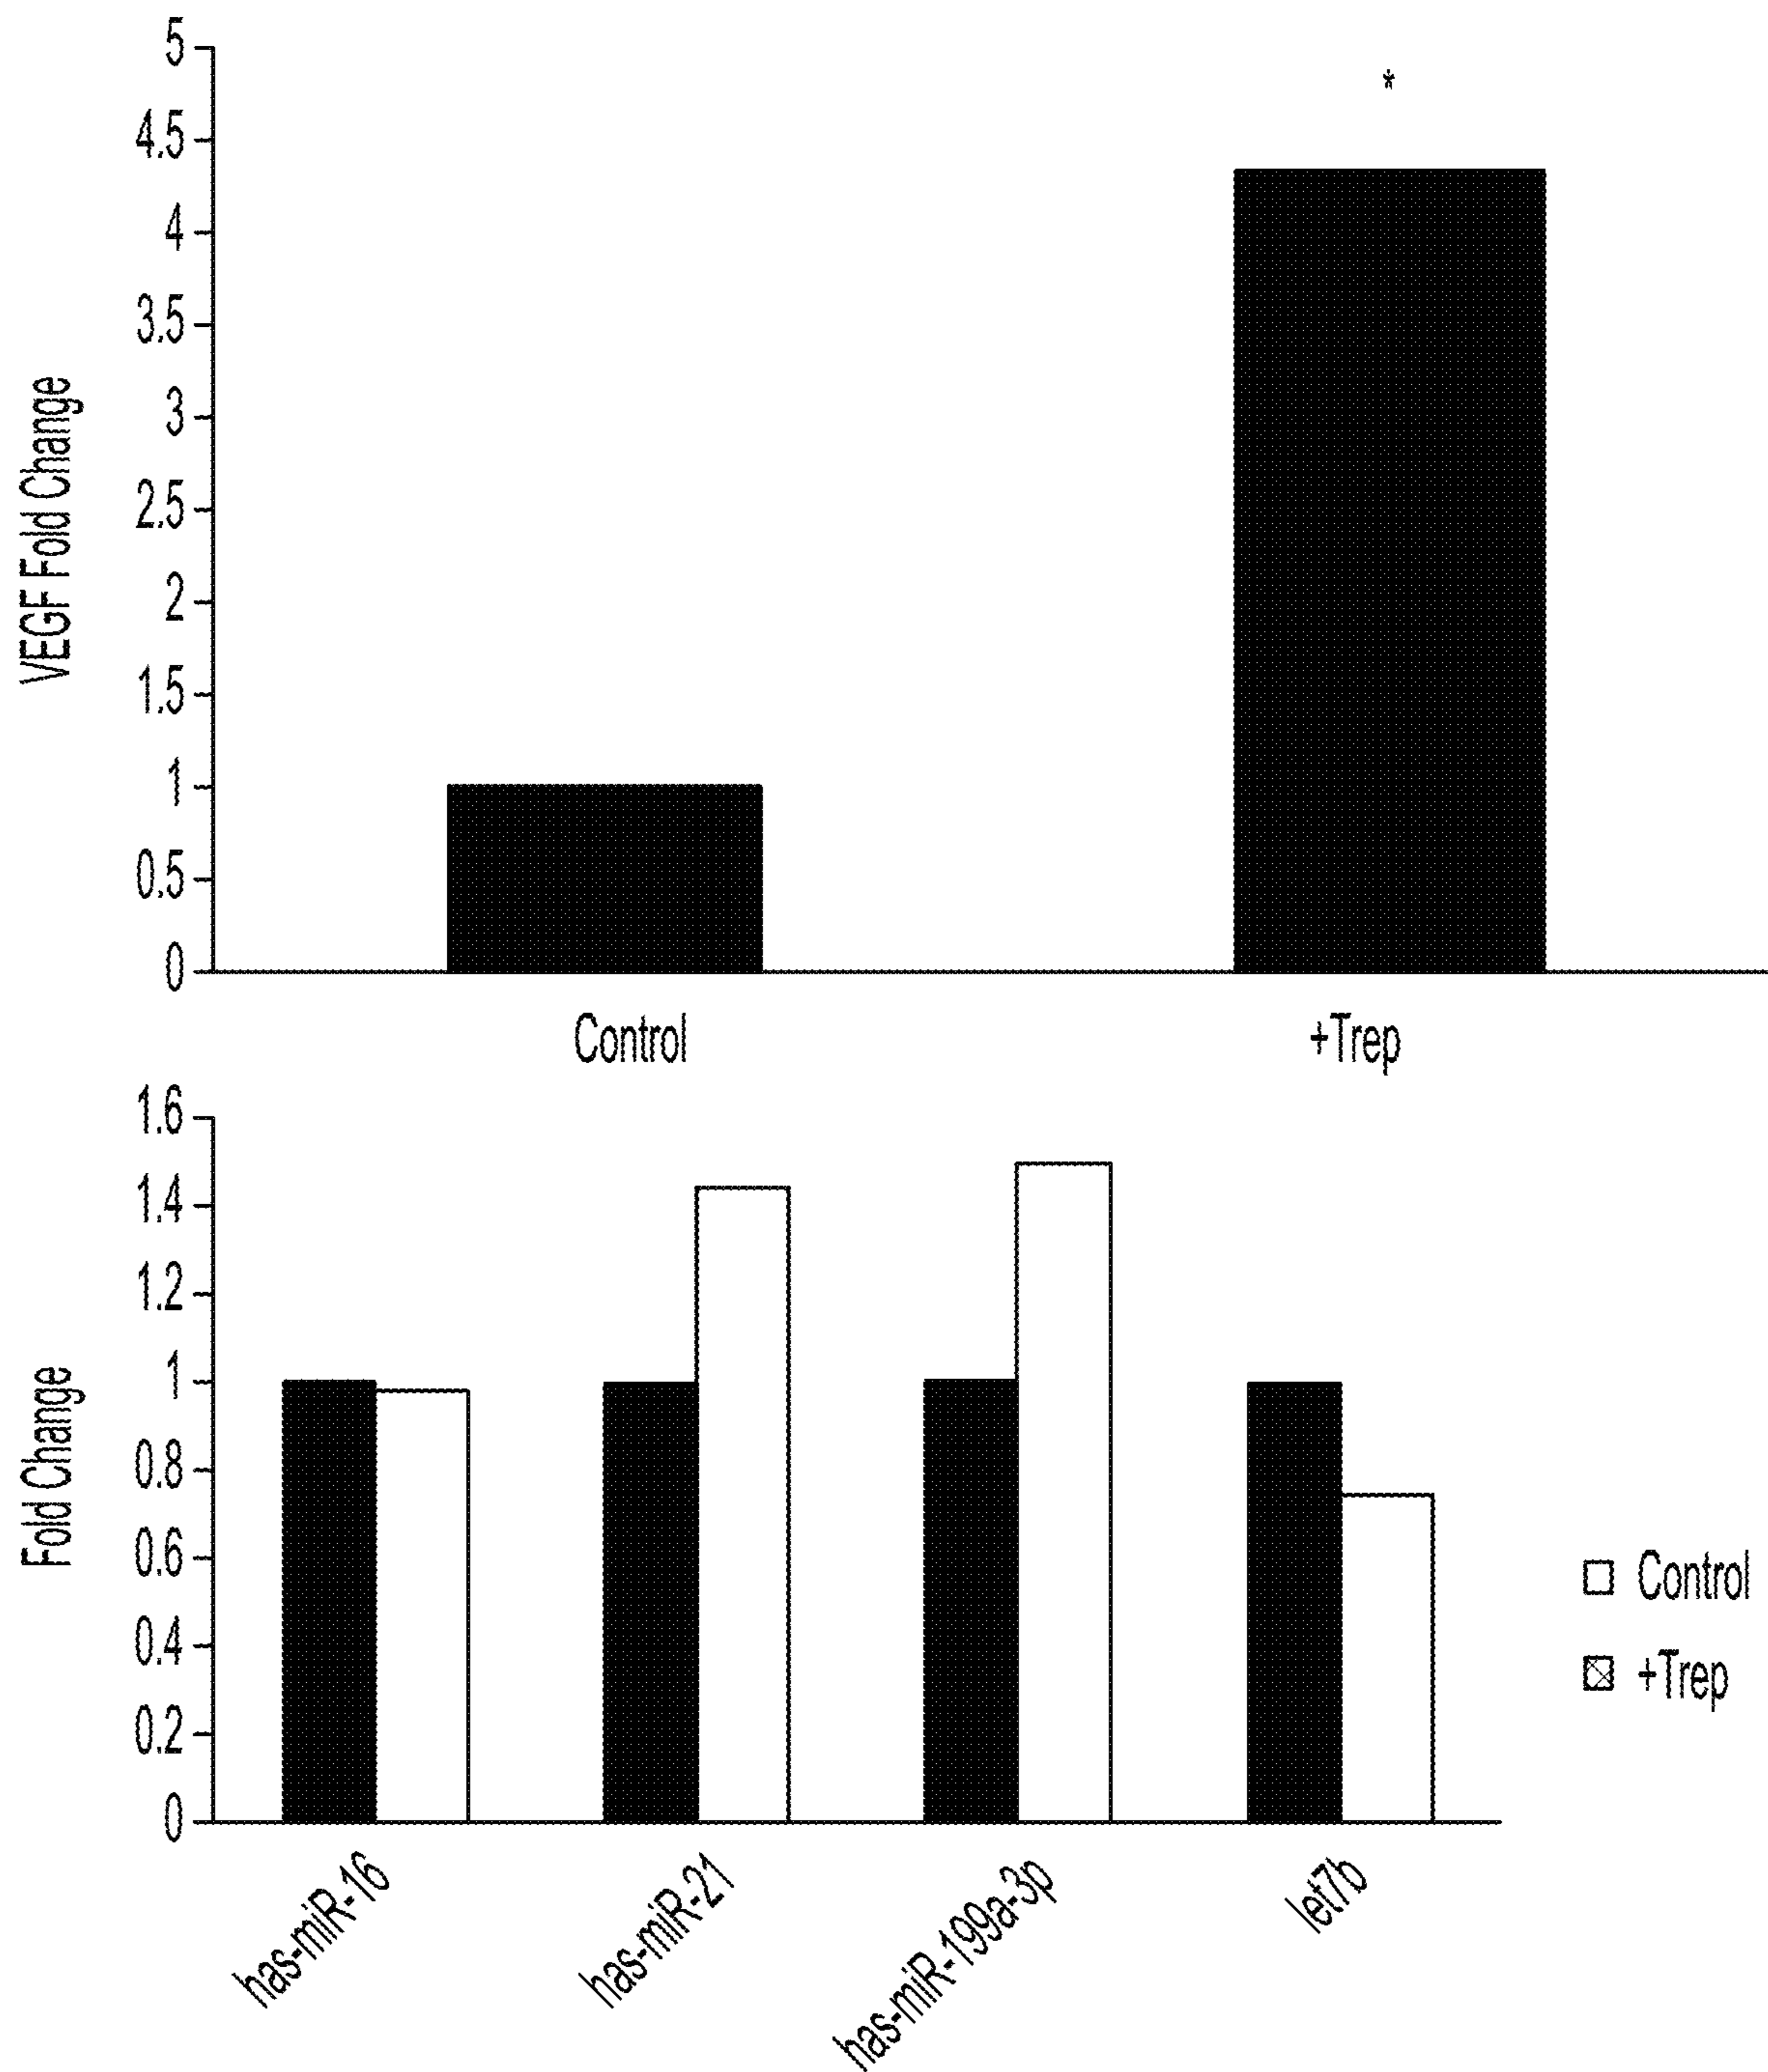 VEGF Fold Change
5
4.5
4
3.5
3
2.5
2
1.5
1
0.5
0
*
Control
+Trep
Fold Change
1.6
1.4
1.2
1
0.8
0.6
0.4
0.2
0
has-miR-16
has-miR-21
has-miR-199a-3p
let7b
Control
+Trep